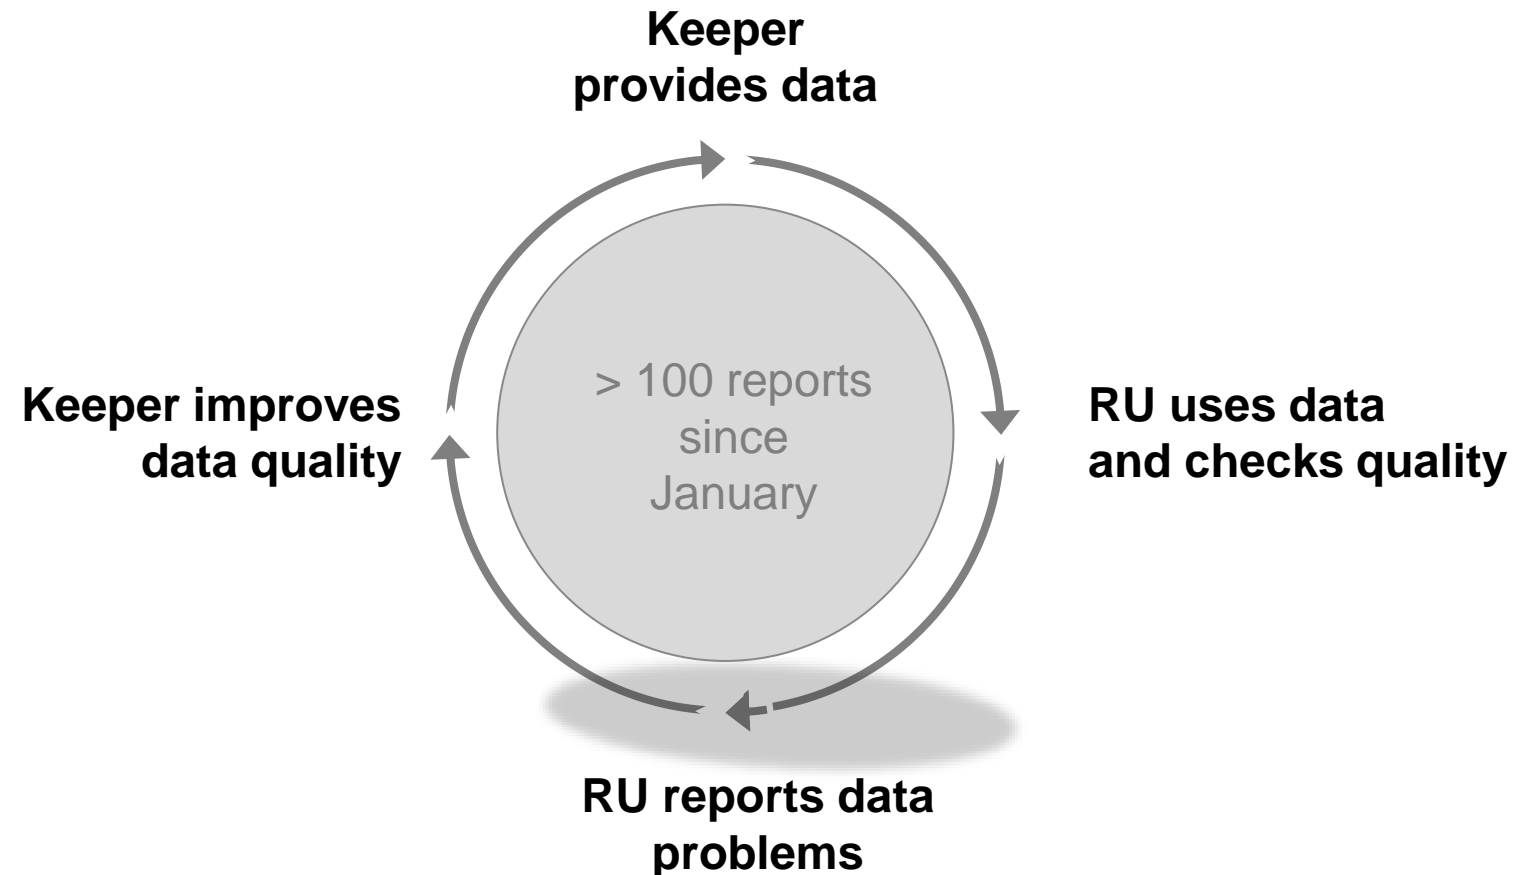 Keeper
provides data
> 100 reports
since
January
Keeper improves
data quality
RU uses data
and checks quality
RU reports data
problems